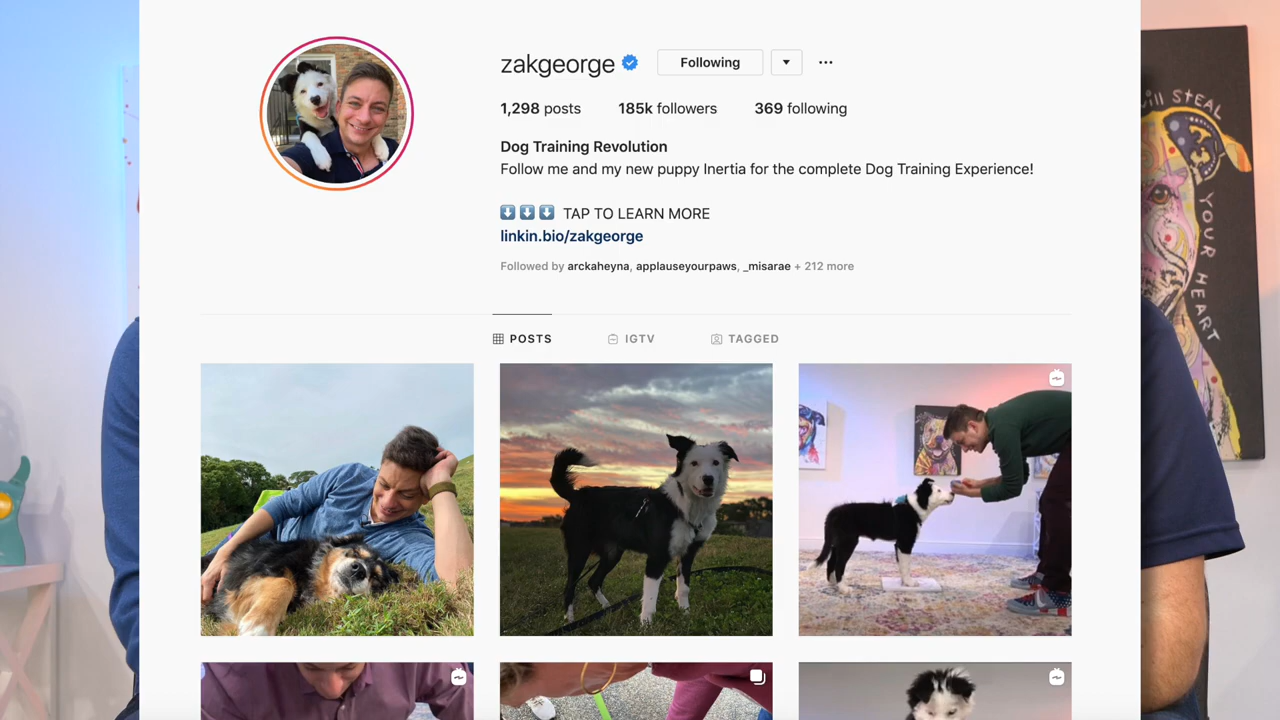 zakgeorge
Following
1,298 posts 185k followers 369 following
Dog Training Revolution
Follow me and my new puppy Inertia for the complete Dog Training Experience!
⬇️⬇️⬇️ TAP TO LEARN MORE
linkin.bio/zakgeorge
Followed by arckaheyna, applauseyourpaws, _misarae + 212 more
POSTS IGTV TAGGED
STEAL
YOUR HEART